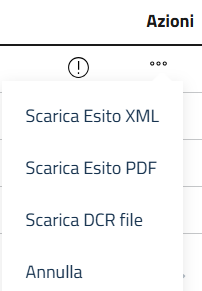 Azioni
Scarica Esito XML
Scarica Esito PDF
Scarica DCR file
Annulla